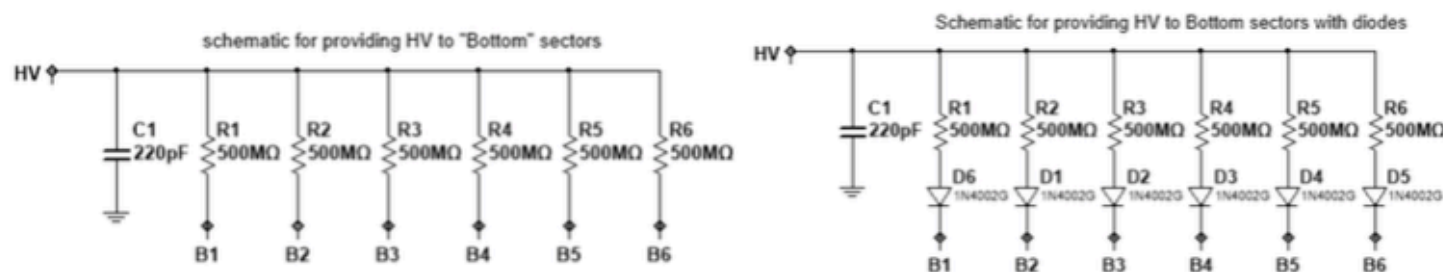 schematic for providing HV to "Bottom" sectors
HV
C1
220pF
R1
500MΩ
R2
500MΩ
R3
500MΩ
R4
500MΩ
R5
500MΩ
R6
500MΩ
B1 B2 B3 B4 B5 B6
Schematic for providing HV to Bottom sectors with diodes
HV
C1
220pF
R1
500MΩ
R2
500MΩ
R3
500MΩ
R4
500MΩ
R5
500MΩ
R6
500MΩ
D6
1N4002G
D1
1N4002G
D2
1N4002G
D3
1N4002G
D4
1N4002G
D5
1N4002G
B1 B2 B3 B4 B5 B6